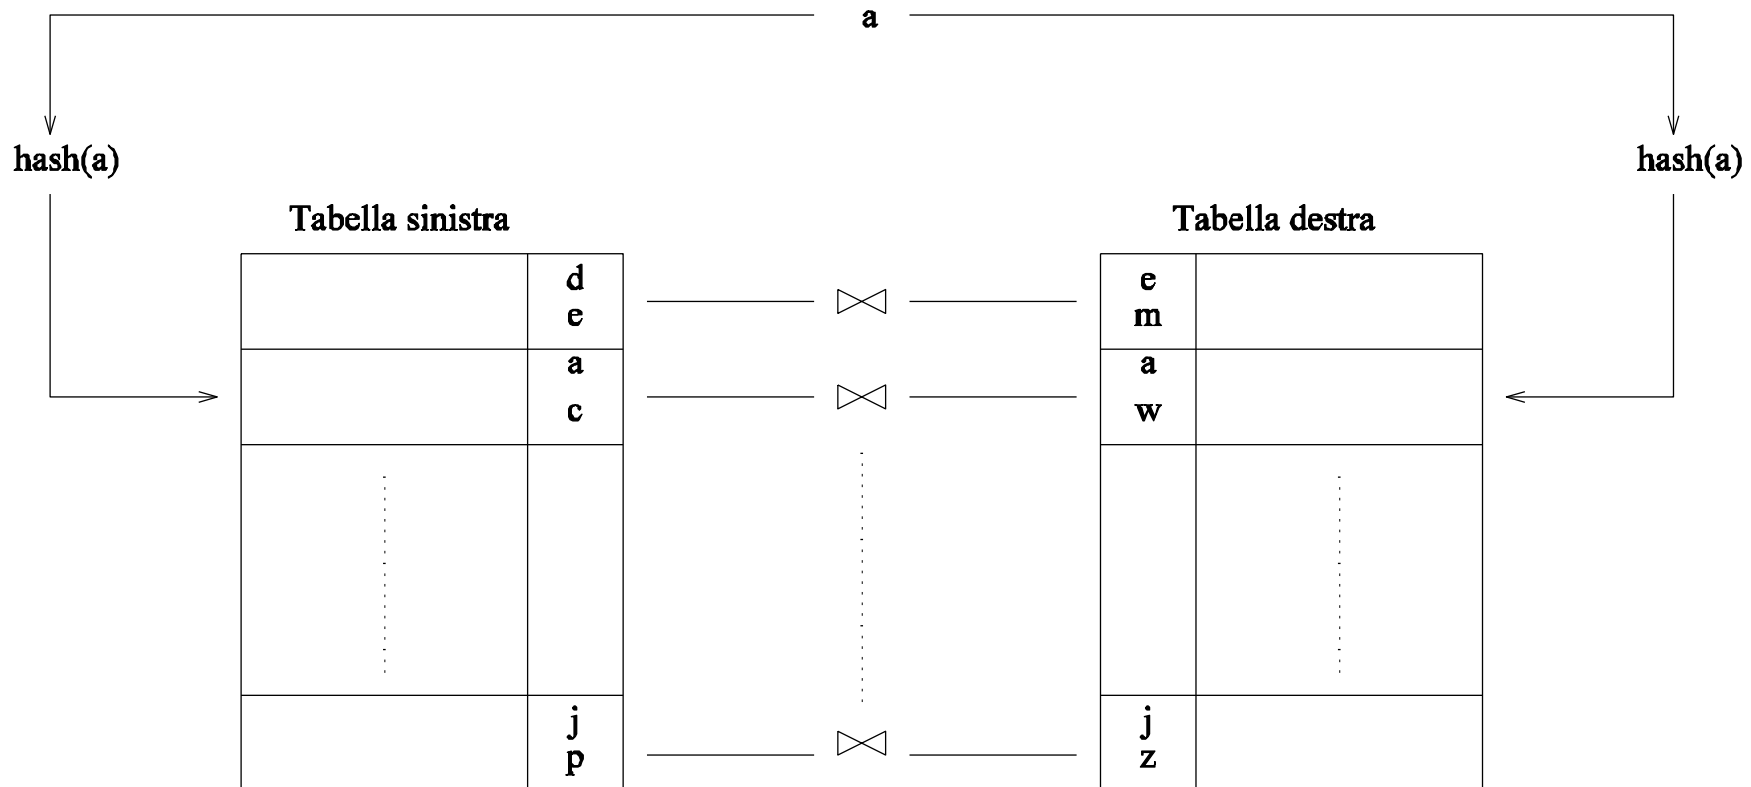 a
hash(a)
hash(a)
Tabella sinistra
Tabella destra
d
e
e
m
a
a
c
w
j
j
p
z